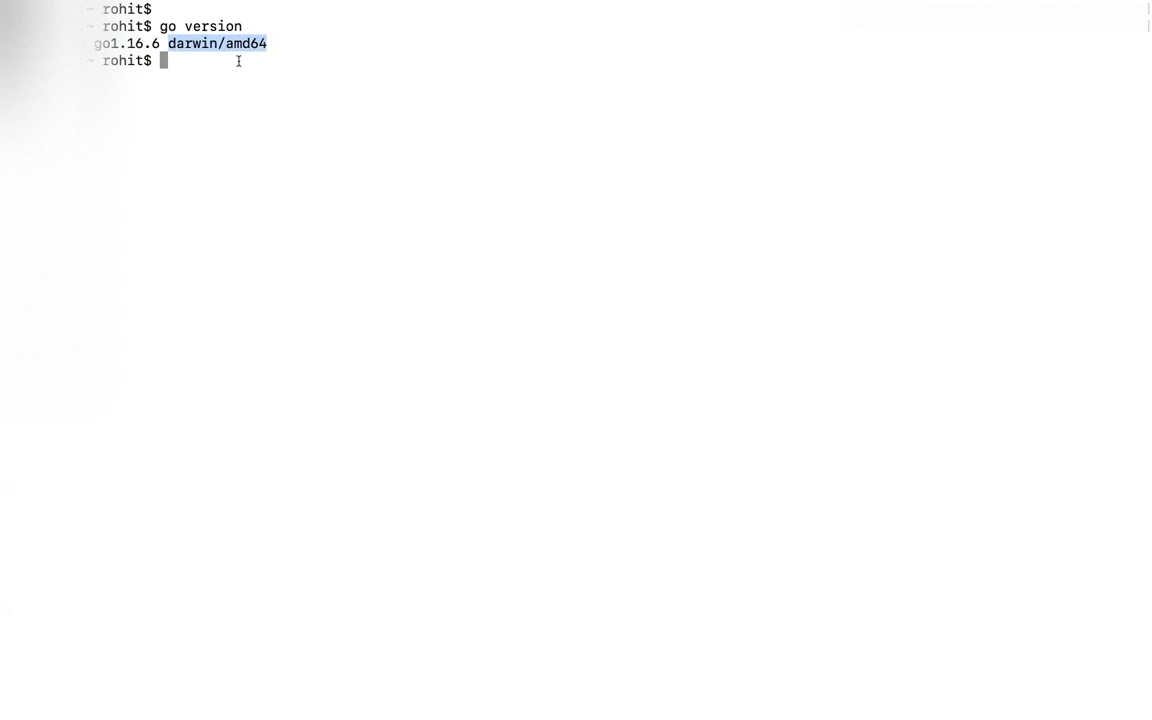 ~ rohit$
~ rohit$ go version
go1.16.6 darwin/amd64
~ rohit$